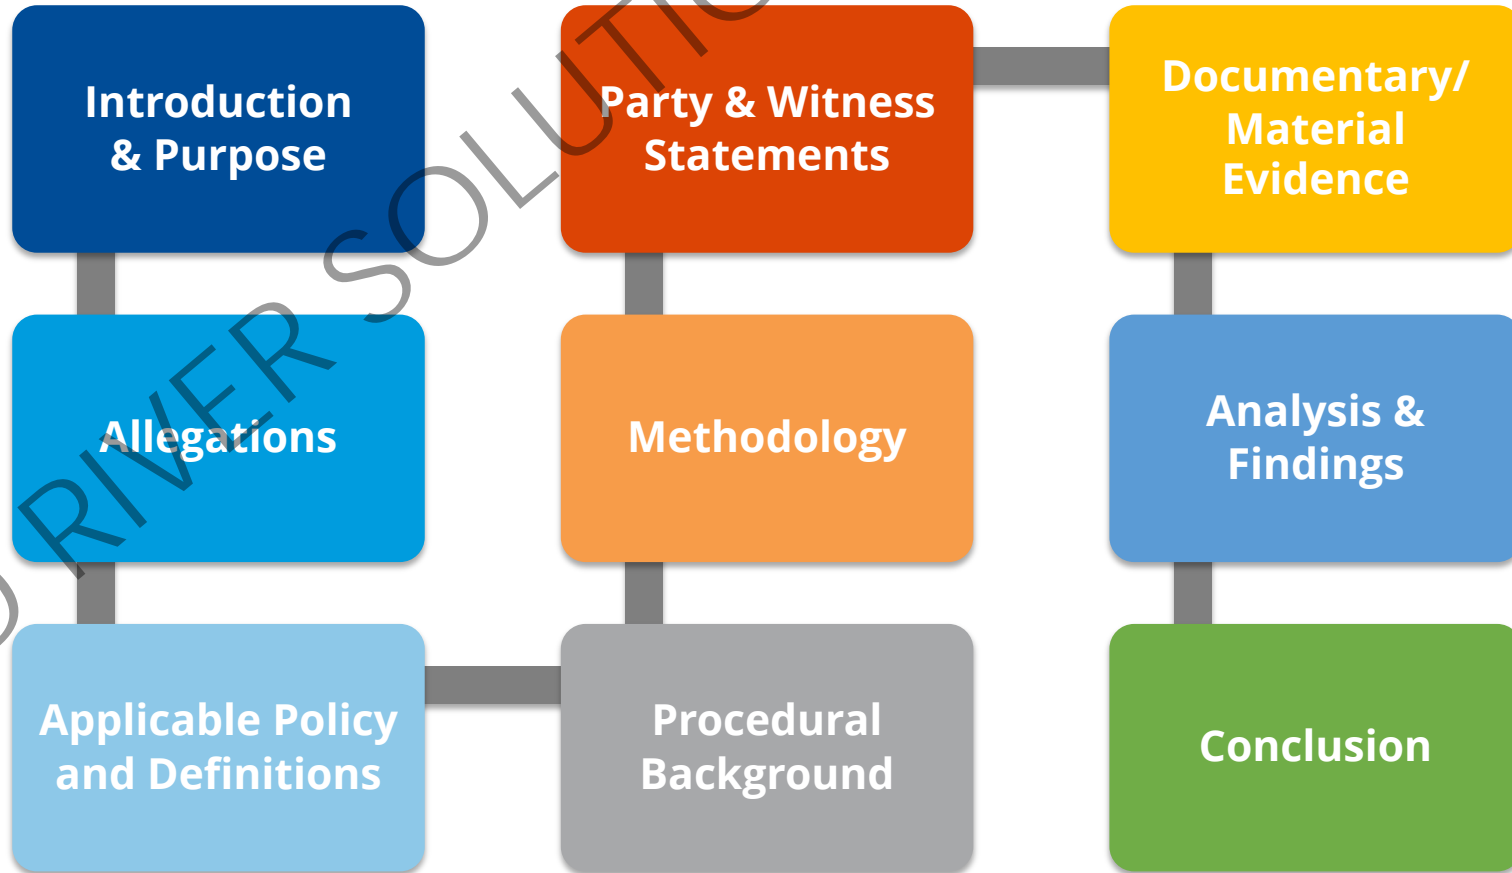 Introduction
& Purpose
Allegations
Applicable Policy
and Definitions
Procedural
Background
Methodology
Party & Witness
Statements
Documentary/
Material
Evidence
Analysis &
Findings
Conclusion
RIVER